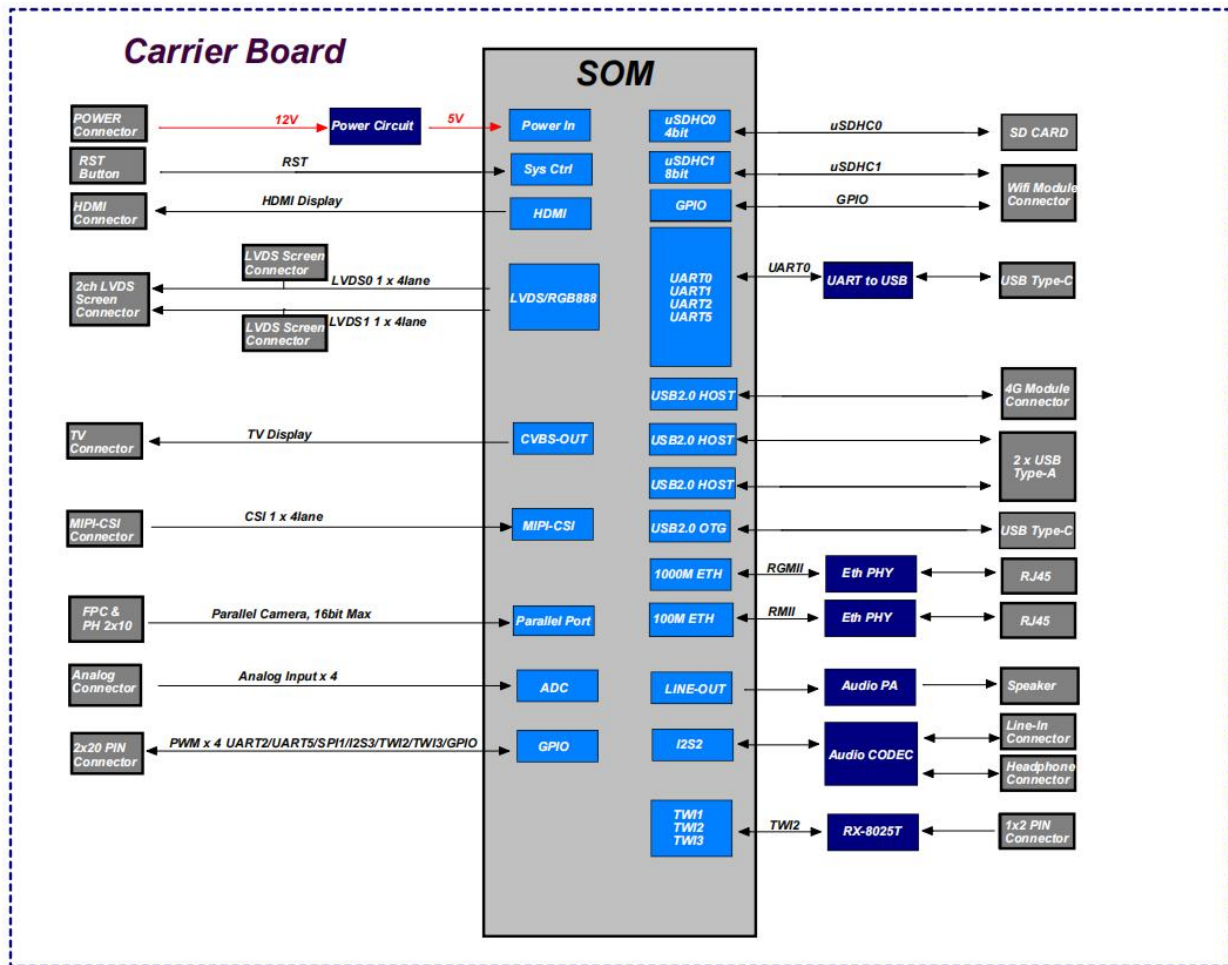 Carrier Board
SOM
POWER
Connector
12V
Power Circuit
5V
Power In
RST
Button
RST
Sys Ctrl
HDMI
Connector
HDMI Display
HDMI
LVDS Screen
Connector
2ch LVDS
Screen
Connector
LVDS0 1 x 4lane
LVDS/RGB888
LVDS Screen
Connector
LVDS1 1 x 4lane
TV
Connector
TV Display
CVBS-OUT
MIPI-CSI
Connector
CSI 1 x 4lane
MIPI-CSI
FPC &
PH 2x10
Parallel Camera, 16bit Max
Parallel Port
Analog
Connector
Analog Input x 4
ADC
2x20 PIN
Connector
PWM x 4 UART2/UART5/SPI1/I2S3/TWI2/TWI3/GPIO
GPIO
uSDHC0
4bit
uSDHC0
SD CARD
uSDHC1
8bit
uSDHC1
Wifi Module
Connector
GPIO
GPIO
UART0
UART1
UART2
UART5
UART0
UART to USB
USB Type-C
USB2.0 HOST
4G Module
Connector
USB2.0 HOST
2 x USB
Type-A
USB2.0 HOST
USB2.0 OTG
USB Type-C
1000M ETH
RGMII
Eth PHY
RJ45
100M ETH
RMII
Eth PHY
RJ45
LINE-OUT
Audio PA
Speaker
I2S2
Audio CODEC
Line-In
Connector
Headphone
Connector
TWI1
TWI2
TWI3
TWI2
RX-8025T
1x2 PIN
Connector